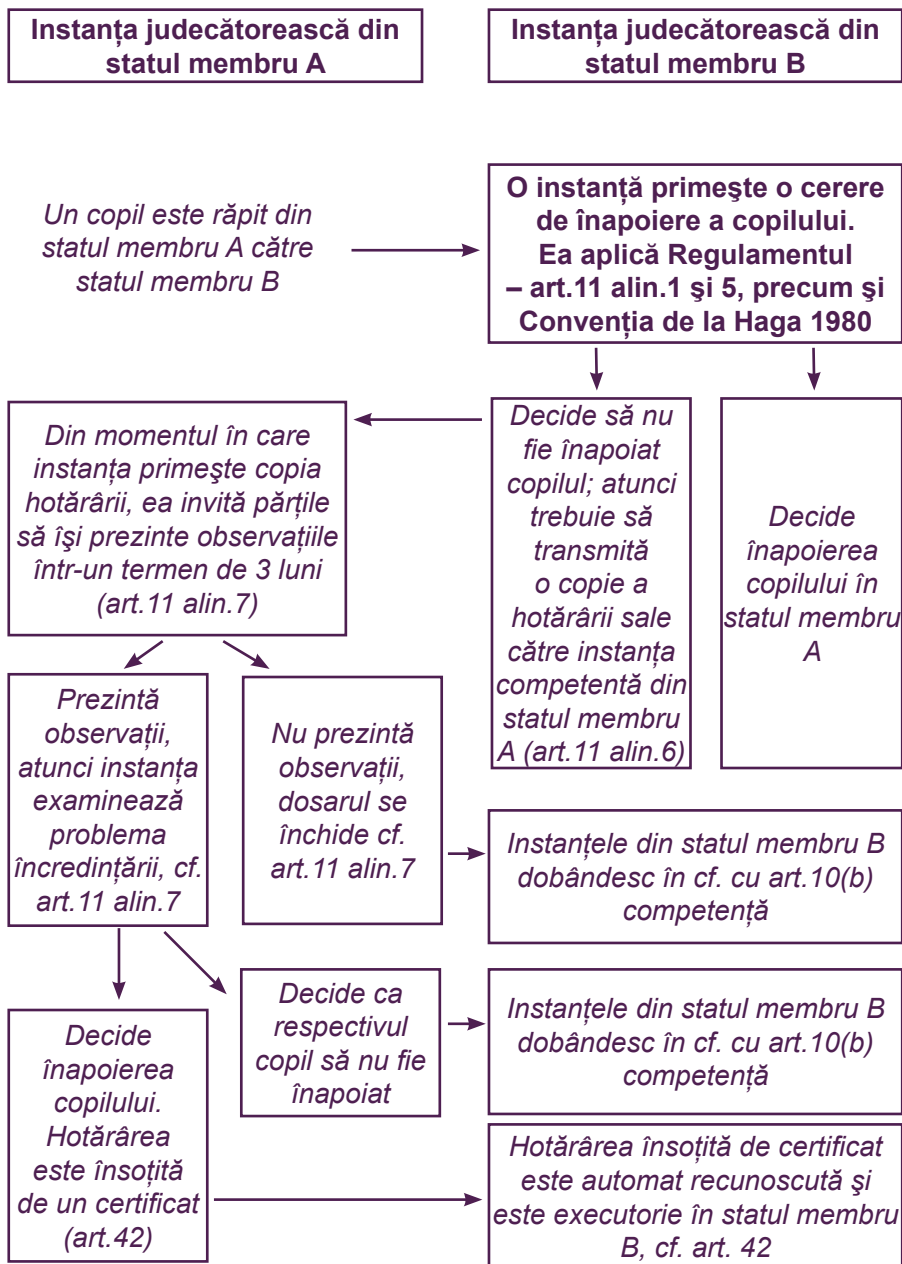 Instanța judecătorească din
statul membru A
Instanța judecătorească din
statul membru B
Un copil este răpit din
statul membru A către
statul membru B
O instanță primeşte o cerere
de înapoiere a copilului.
Ea aplică Regulamentul
– art.11 alin.1 şi 5, precum şi
Convenția de la Haga 1980
Din momentul în care
instanța primeşte copia
hotărârii, ea invită părțile
să îşi prezinte observațiile
într-un termen de 3 luni
(art.11 alin.7)
Decide să nu
fie înapoiat
copilul; atunci
trebuie să
transmită
o copie a
hotărârii sale
către instanța
competentă din
statul membru
A (art.11 alin.6)
Decide
înapoierea
copilului în
statul membru
A
Prezintă
observații,
atunci instanța
examinează
problema
încredințării, cf.
art.11 alin.7
Nu prezintă
observații,
dosarul se
închide cf.
art.11 alin.7
Instanțele din statul membru B
dobândesc în cf. cu art.10(b)
competență
Decide
înapoierea
copilului.
Hotărârea
este însoțită
de un certificat
(art.42)
Decide ca
respectivul
copil să nu fie
înapoiat
Instanțele din statul membru B
dobândesc în cf. cu art.10(b)
competență
Hotărârea însoțită de certificat
este automat recunoscută şi
este executorie în statul membru
B, cf. art. 42